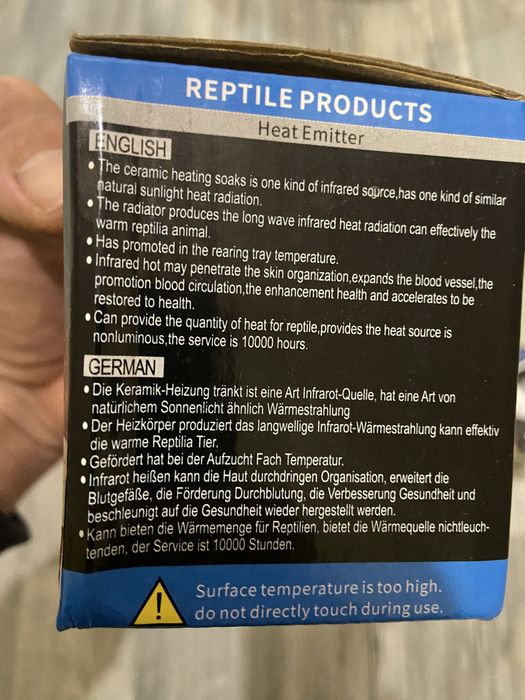 REPTILE PRODUCTS
Heat Emitter
ENGLISH
• The ceramic heating soaks is one kind of infrared source,has one kind of similar
natural sunlight heat radiation.
• The radiator produces the long wave infrared heat radiation can effectively the
warm reptilia animal.
• Has promoted in the rearing tray temperature.
• Infrared hot may penetrate the skin organization,expands the blood vessel,the
promotion blood circulation,the enhancement health and accelerates to be
restored to health.
• Can provide the quantity of heat for reptile,provides the heat source is
nonluminous,the service is 10000 hours.
GERMAN
• Die Keramik-Heizung tränkt ist eine Art Infrarot-Quelle, hat eine Art von
natürlichem Sonnenlicht ähnlich Wärmestrahlung
• Der Heizkörper produziert das langwellige Infrarot-Wärmestrahlung kann effektiv
die warme Reptilia Tier.
• Gefördert hat bei der Aufzucht Fach Temperatur.
• Infrarot heißen kann die Haut durchdringen Organisation, erweitert die
Blutgefäße, die Förderung Durchblutung, die Verbesserung Gesundheit und
beschleunigt auf die Gesundheit wieder hergestellt werden.
• Kann bieten die Wärmemenge für Reptilien, bietet die Wärmequelle nichtleuch-
tenden, der Service ist 10000 Stunden.
Surface temperature is too high.
do not directly touch during use.